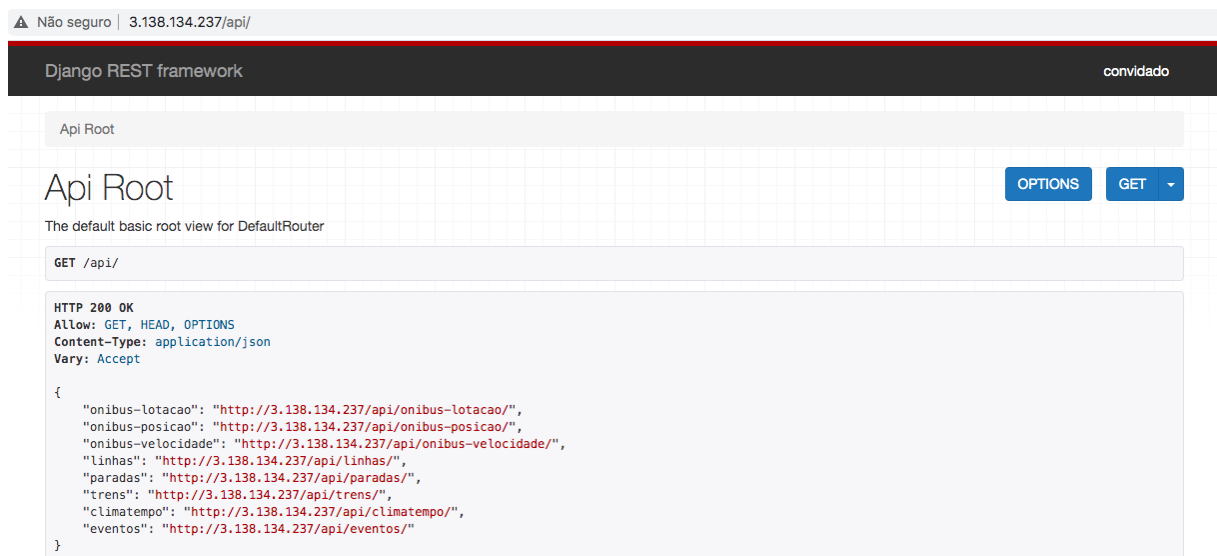 Não seguro | 3.138.134.237/api/
Django REST framework convidado
Api Root
Api Root OPTIONS GET
The default basic root view for DefaultRouter
GET /api/
HTTP 200 OK
Allow: GET, HEAD, OPTIONS
Content-Type: application/json
Vary: Accept
{
    "onibus-lotacao": "http://3.138.134.237/api/onibus-lotacao/",
    "onibus-posicao": "http://3.138.134.237/api/onibus-posicao/",
    "onibus-velocidade": "http://3.138.134.237/api/onibus-velocidade/",
    "linhas": "http://3.138.134.237/api/linhas/",
    "paradas": "http://3.138.134.237/api/paradas/",
    "trens": "http://3.138.134.237/api/trens/",
    "climatempo": "http://3.138.134.237/api/climatempo/",
    "eventos": "http://3.138.134.237/api/eventos/"
}